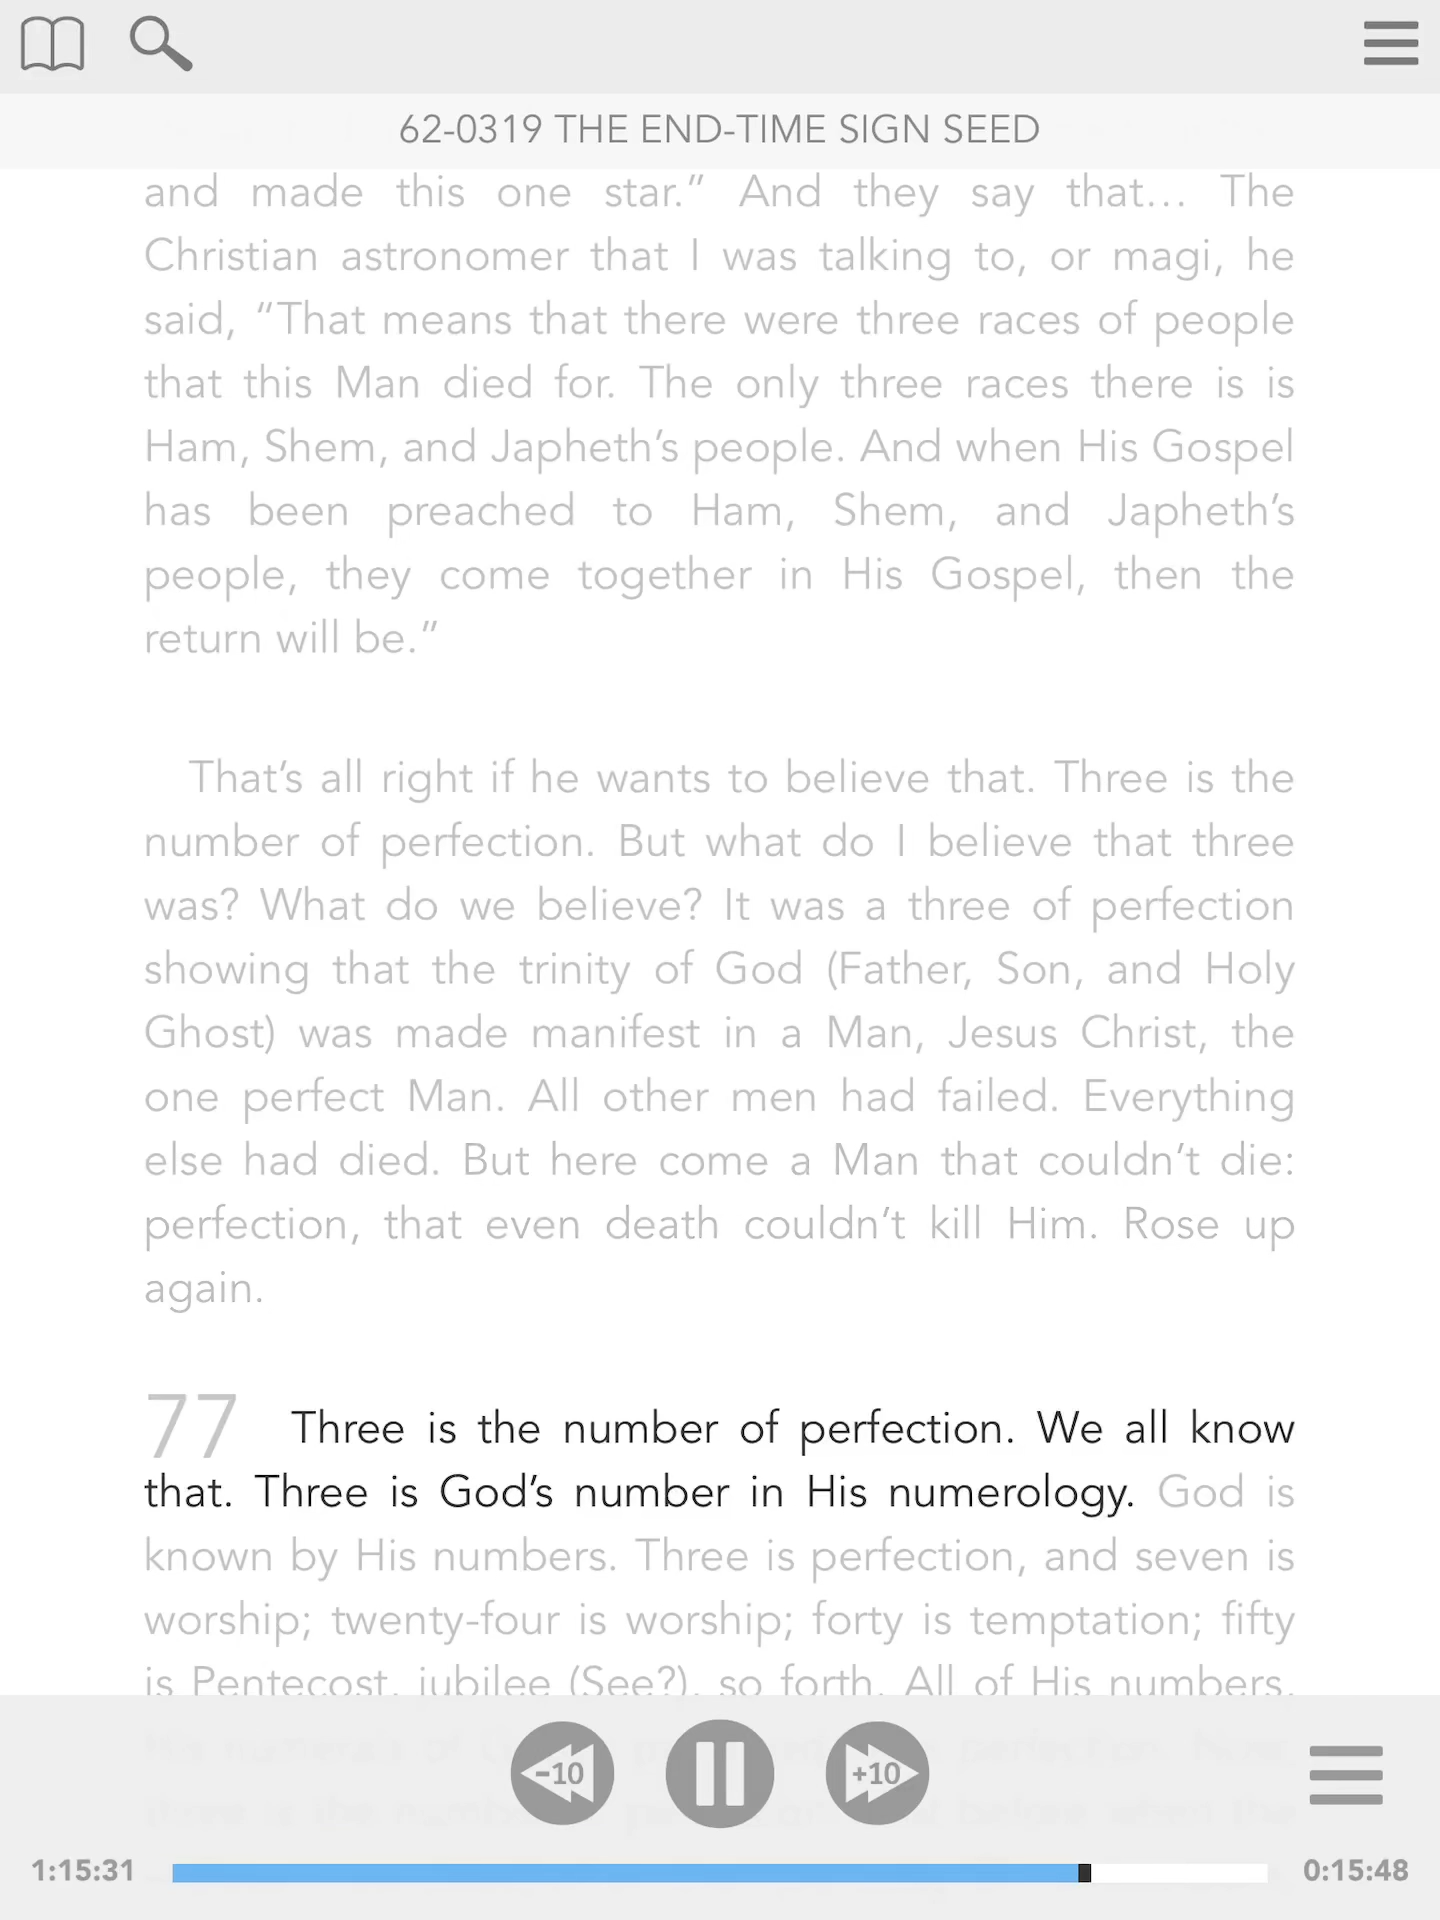 62-0319 THE END-TIME SIGN SEED
and made this one star.” And they say that… The
Christian astronomer that I was talking to, or magi, he
said, “That means that there were three races of people
that this Man died for. The only three races there is is
Ham, Shem, and Japheth’s people. And when His Gospel
has been preached to Ham, Shem, and Japheth’s
people, they come together in His Gospel, then the
return will be.”
That’s all right if he wants to believe that. Three is the
number of perfection. But what do I believe that three
was? What do we believe? It was a three of perfection
showing that the trinity of God (Father, Son, and Holy
Ghost) was made manifest in a Man, Jesus Christ, the
one perfect Man. All other men had failed. Everything
else had died. But here come a Man that couldn’t die:
perfection, that even death couldn’t kill Him. Rose up
again.
77 Three is the number of perfection. We all know
that. Three is God’s number in His numerology. God is
known by His numbers. Three is perfection, and seven is
worship; twenty-four is worship; forty is temptation; fifty
is Pentecost, jubilee (See?), so forth. All of His numbers,
-10 +10
1:15:31 0:15:48